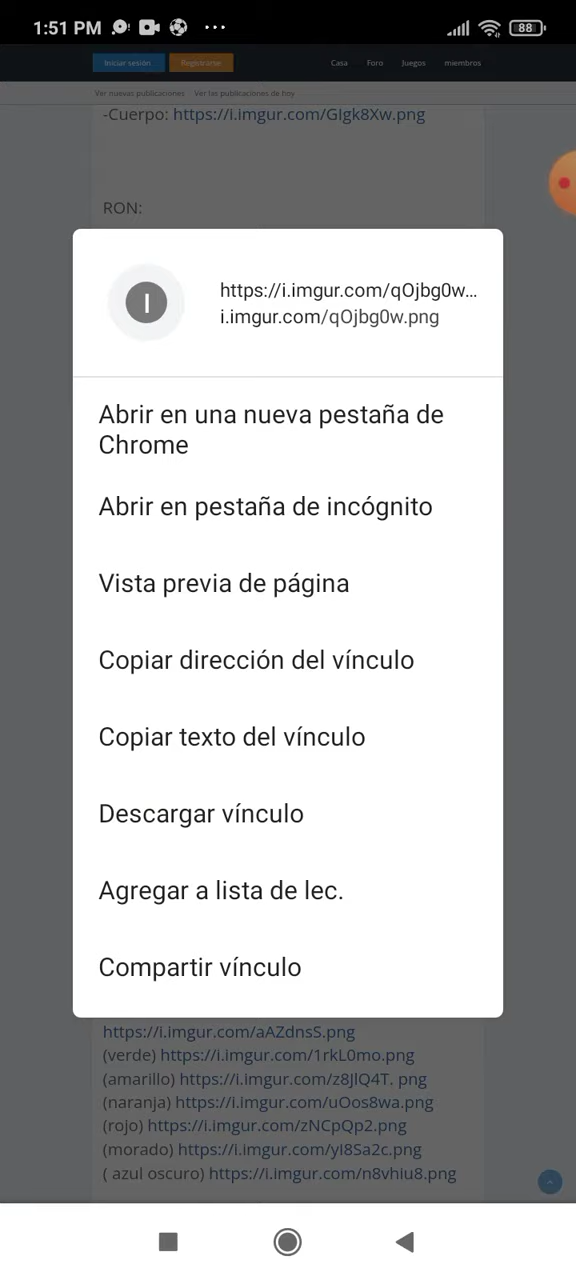 1:51 PM
88
Iniciar sesión Registrarse Casa Foro Juegos miembros
Ver nuevas publicaciones Ver las publicaciones de hoy
-Cuerpo: https://i.imgur.com/GIgk8Xw.png
RON:
I
https://i.imgur.com/qOjbg0w...
i.imgur.com/qOjbg0w.png
Abrir en una nueva pestaña de
Chrome
Abrir en pestaña de incógnito
Vista previa de página
Copiar dirección del vínculo
Copiar texto del vínculo
Descargar vínculo
Agregar a lista de lec.
Compartir vínculo
https://i.imgur.com/aAZdnsS.png
(verde) https://i.imgur.com/1rkL0mo.png
(amarillo) https://i.imgur.com/z8JlQ4T. png
(naranja) https://i.imgur.com/uOos8wa.png
(rojo) https://i.imgur.com/zNCpQp2.png
(morado) https://i.imgur.com/yI8Sa2c.png
( azul oscuro) https://i.imgur.com/n8vhiu8.png